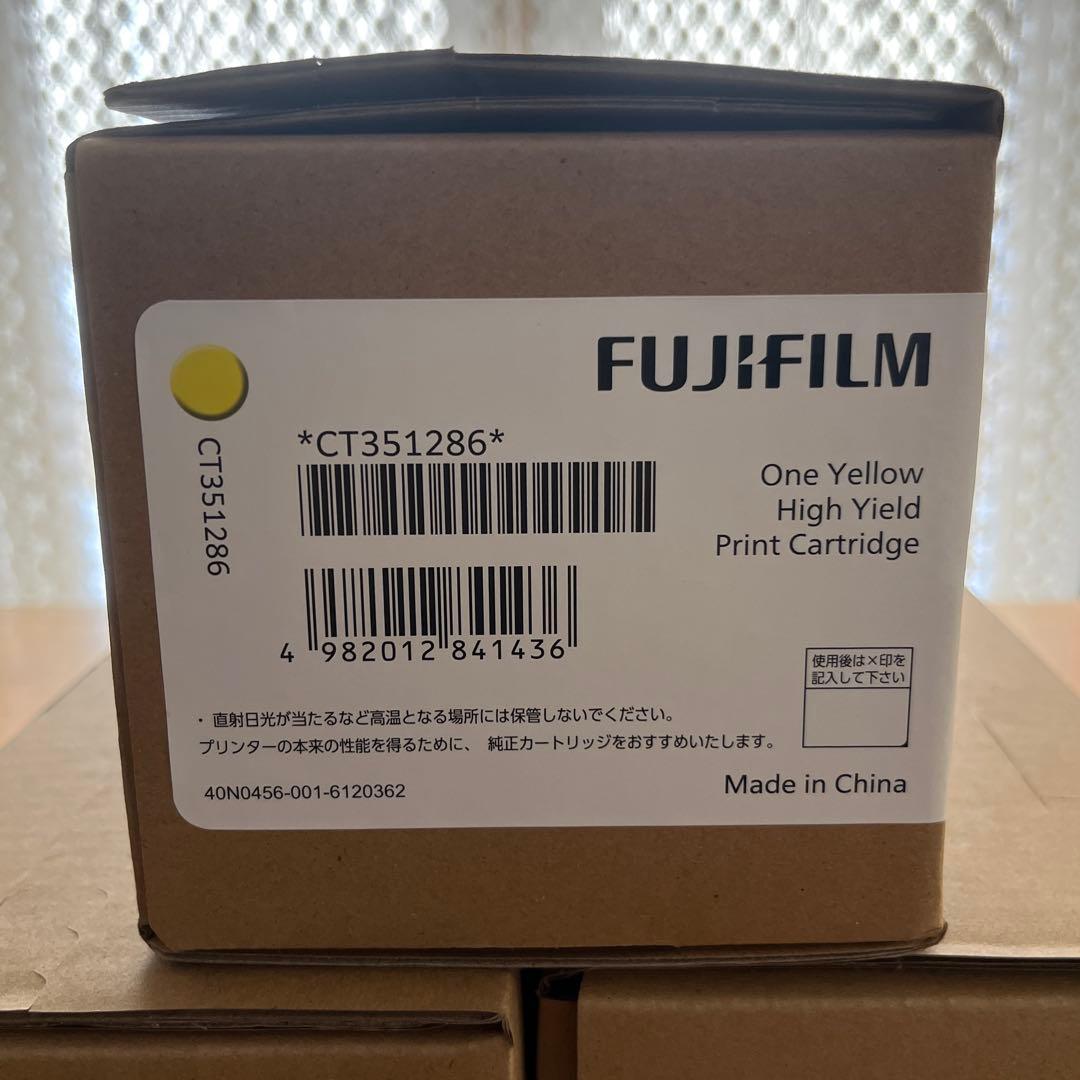 FUJIFILM
CT351286
*CT351286*
One Yellow
High Yield
Print Cartridge
4 982012 841436
使用後は×印を
記入して下さい
・直射日光が当たるなど高温となる場所には保管しないでください。
プリンターの本来の性能を得るために、 純正カートリッジをおすすめいたします。
40N0456-001-6120362
Made in China